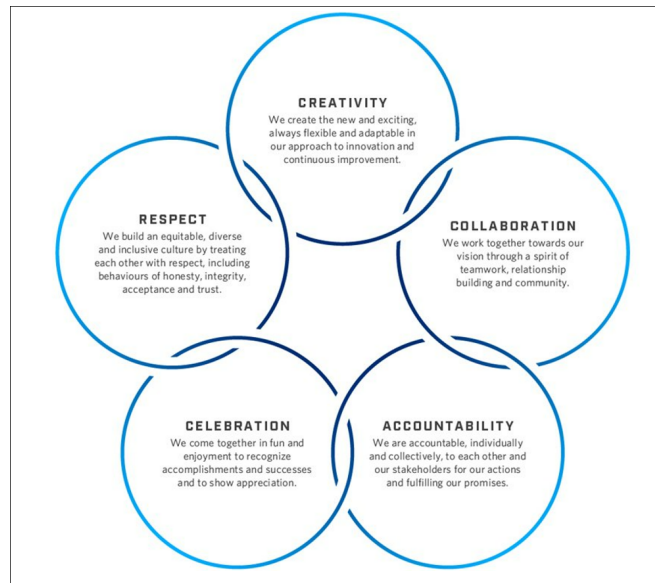 CREATIVITY
We create the new and exciting,
always flexible and adaptable in
our approach to innovation and
continuous improvement.
RESPECT
We build an equitable, diverse
and inclusive culture by treating
each other with respect, including
behaviours of honesty, integrity,
acceptance and trust.
COLLABORATION
We work together towards our
vision through a spirit of
teamwork, relationship
building and community.
CELEBRATION
We come together in fun and
enjoyment to recognize
accomplishments and successes
and to show appreciation.
ACCOUNTABILITY
We are accountable, individually
and collectively, to each other and
our stakeholders for our actions
and fulfilling our promises.